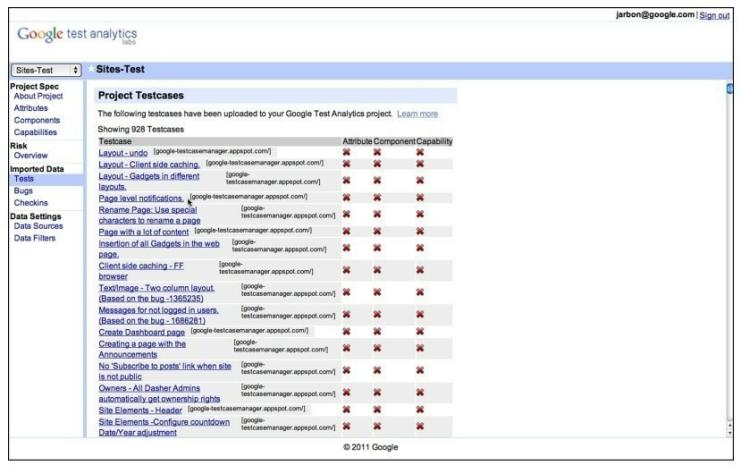 jarbon@google.com | Sign out
Google test analytics
labs
Sites-Test
Sites-Test
Project Spec
About Project
Attributes
Components
Capabilities
Risk
Overview
Imported Data
Tests
Bugs
Checkins
Data Settings
Data Sources
Data Filters
Project Testcases
The following testcases have been uploaded to your Google Test Analytics project. Learn more
Showing 928 Testcases
Testcase Attribute Component Capability
Layout - undo [google-testcasemanager.appspot.com/]
Layout - Client side caching. [google-testcasemanager.appspot.com/]
Layout - Gadgets in different layouts. [google-testcasemanager.appspot.com/]
Page level notifications. [google-testcasemanager.appspot.com/]
Rename Page: Use special characters to rename a page [google-testcasemanager.appspot.com/]
Page with a lot of content [google-testcasemanager.appspot.com/]
Insertion of all Gadgets in the web page. [google-testcasemanager.appspot.com/]
Client side caching - FF browser [google-testcasemanager.appspot.com/]
Text/Image - Two column layout. (Based on the bug -1365235) [google-testcasemanager.appspot.com/]
Messages for not logged in users. (Based on the bug - 1686281) [google-testcasemanager.appspot.com/]
Create Dashboard page [google-testcasemanager.appspot.com/]
Creating a page with the Announcements [google-testcasemanager.appspot.com/]
No 'Subscribe to posts' link when site is not public [google-testcasemanager.appspot.com/]
Owners - All Dasher Admins automatically get ownership rights [google-testcasemanager.appspot.com/]
Site Elements - Header [google-testcasemanager.appspot.com/]
Site Elements -Configure countdown Date/Year adjustment [google-testcasemanager.appspot.com/]
© 2011 Google